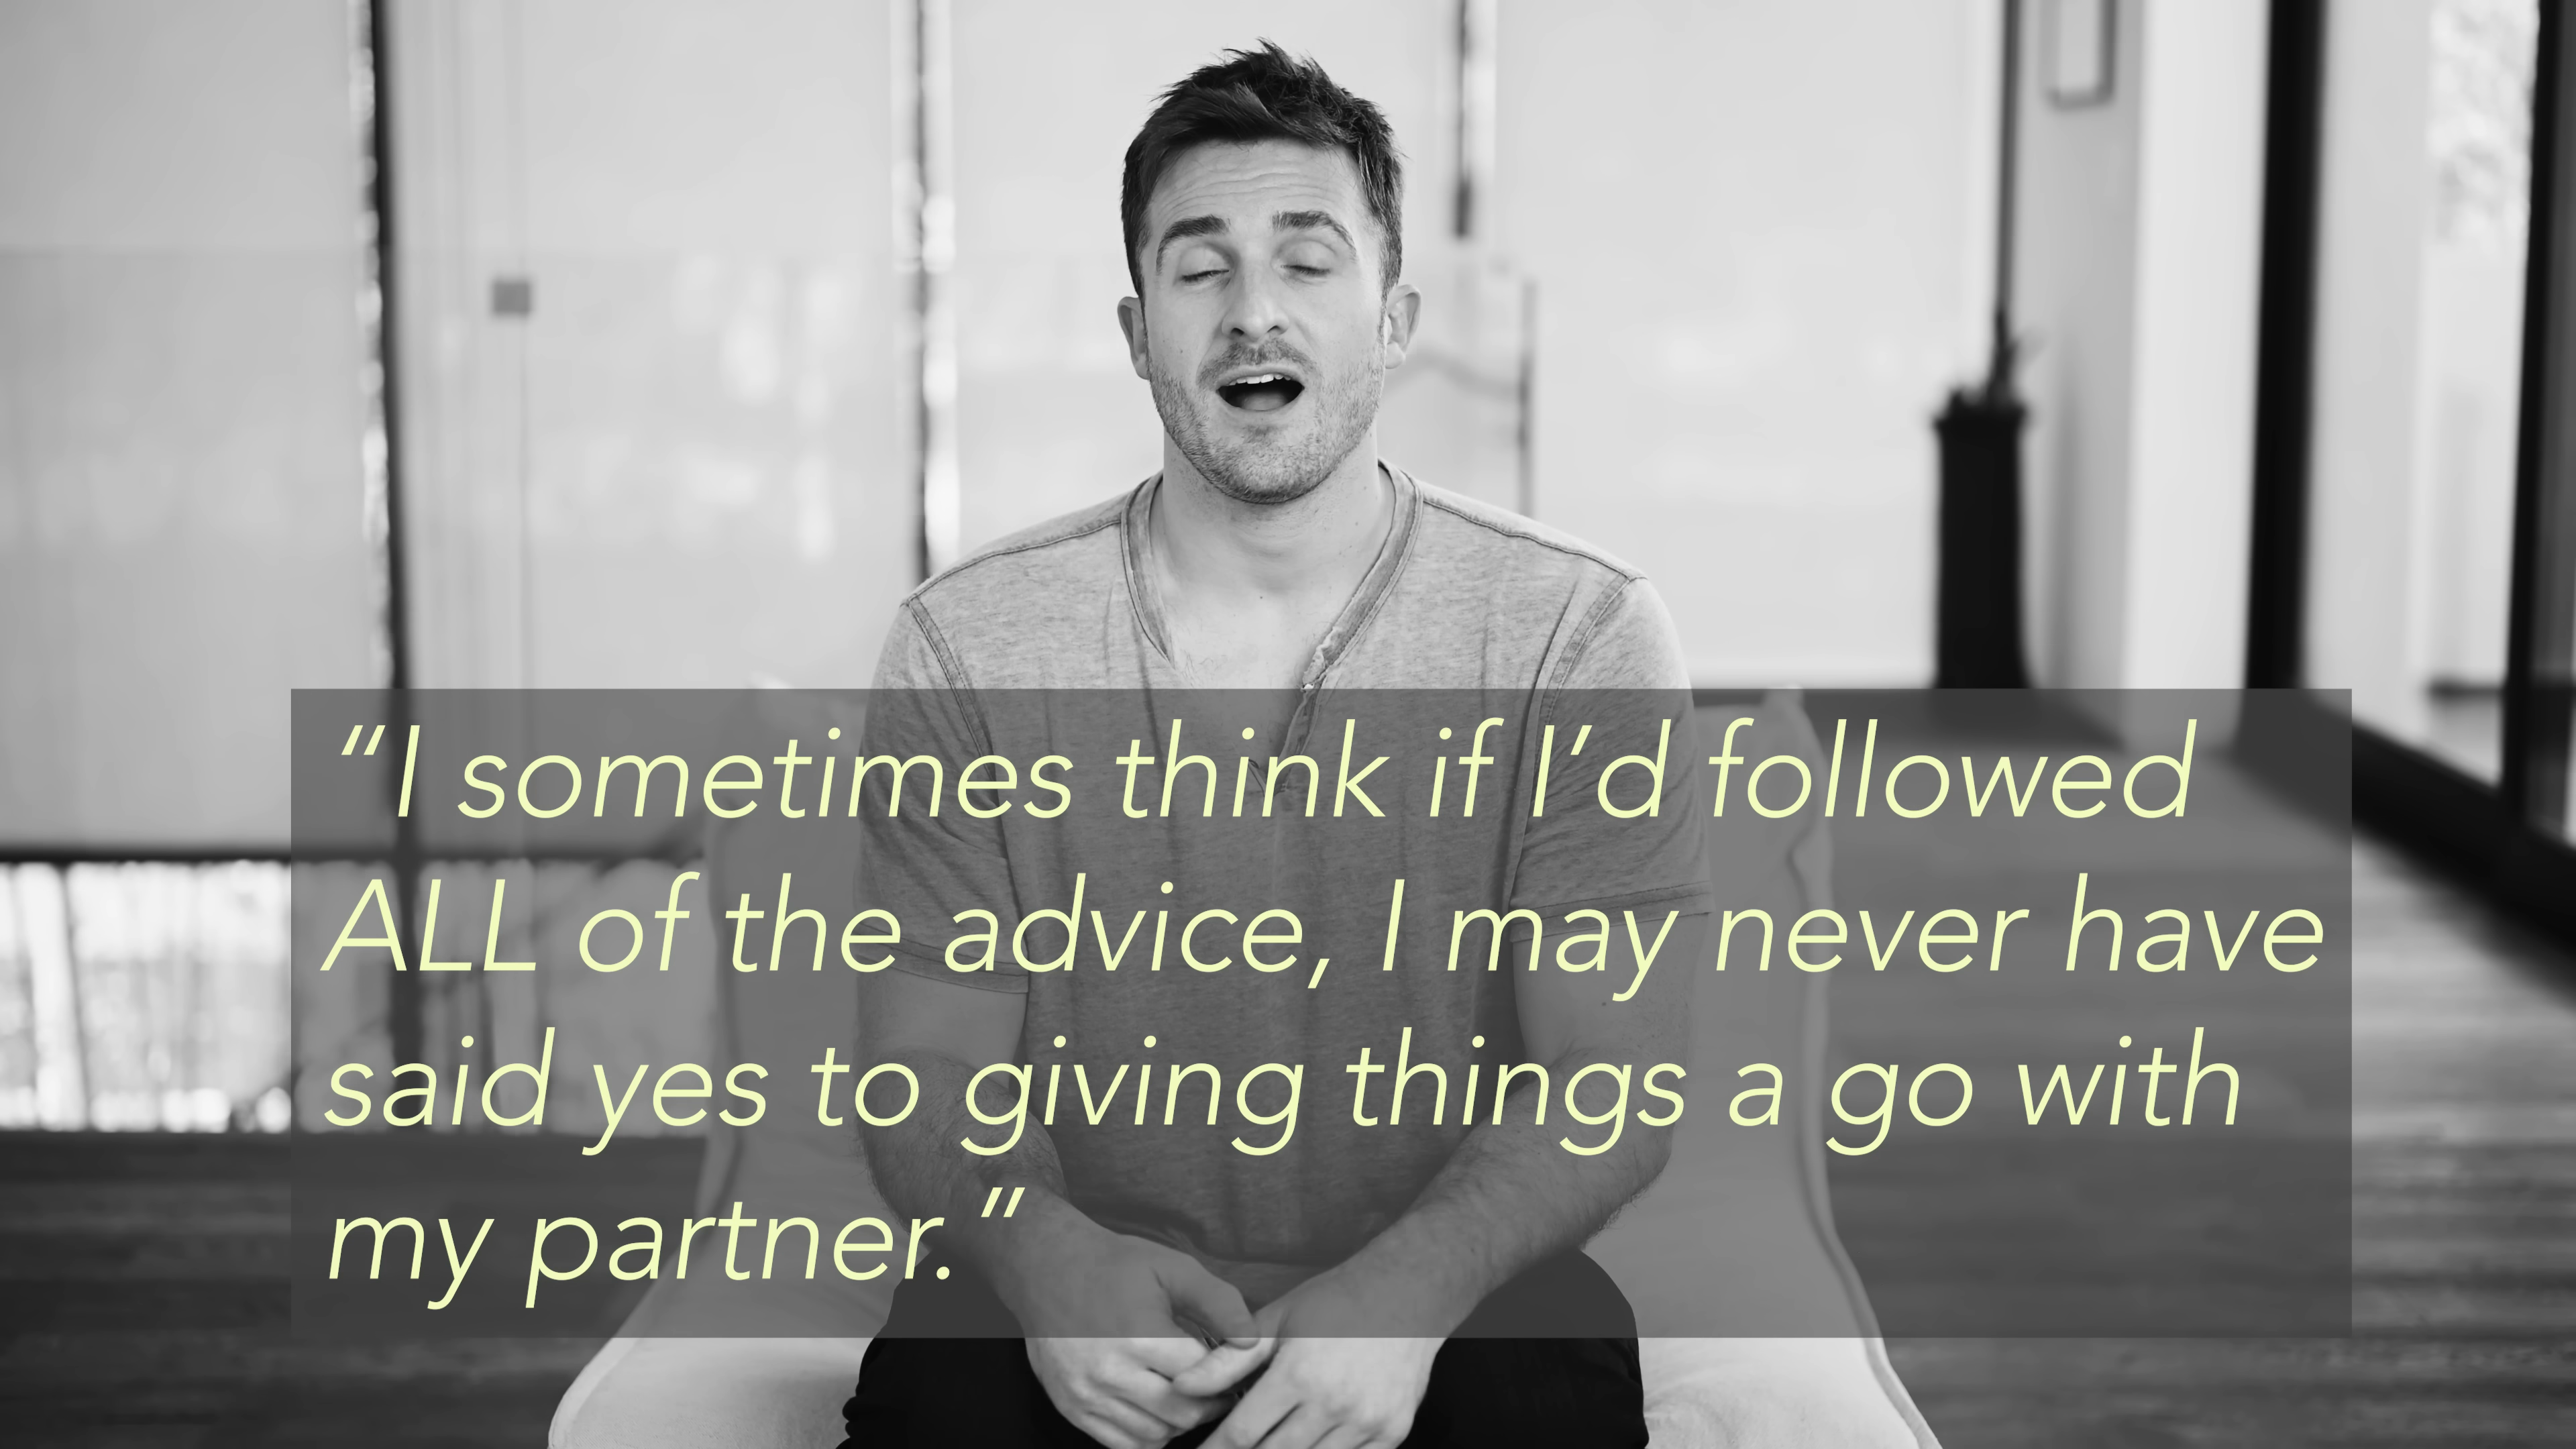 “I sometimes think if I’d followed
ALL of the advice, I may never have
said yes to giving things a go with
my partner.”